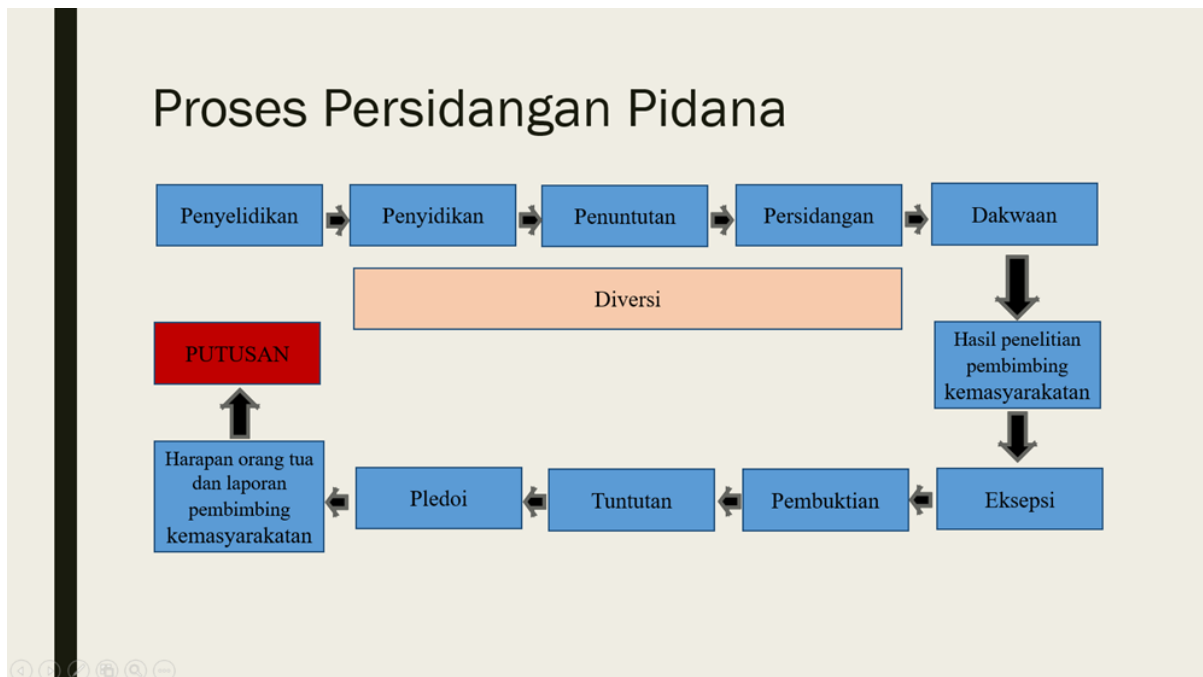 Proses Persidangan Pidana
Penyelidikan
Penyidikan
Penuntutan
Persidangan
Dakwaan
Diversi
Hasil penelitian
pembimbing
kemasyarakatan
Eksepsi
Pembuktian
Tuntutan
Pledoi
Harapan orang tua
dan laporan
pembimbing
kemasyarakatan
PUTUSAN